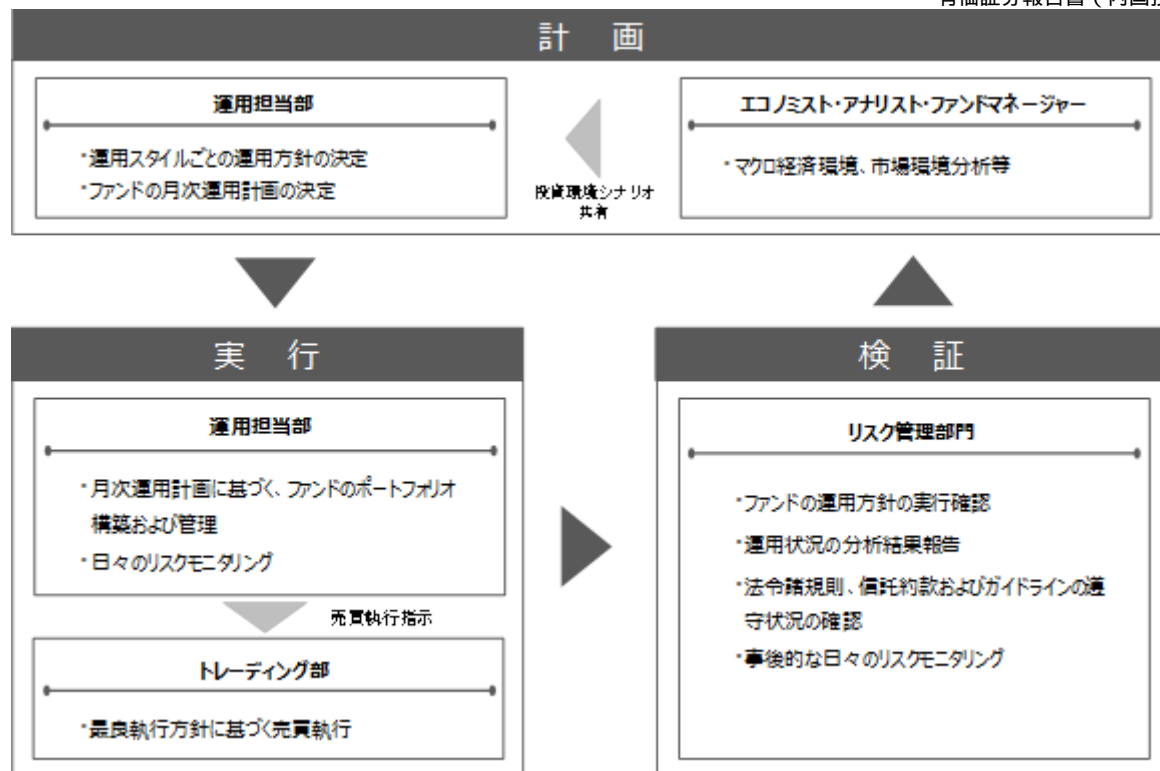 計 画
運用担当部
・運用スタイルごとの運用方針の決定
・ファンドの月次運用計画の決定
投資環境シナリオ
共有
エコノミスト・アナリスト・ファンドマネージャー
・マクロ経済環境、市場環境分析等
実 行
運用担当部
・月次運用計画に基づく、ファンドのポートフォリオ
構築および管理
・日々のリスクモニタリング
売買執行指示
トレーディング部
・最良執行方針に基づく売買執行
検 証
リスク管理部門
・ファンドの運用方針の実行確認
・運用状況の分析結果報告
・法令諸規則、信託約款およびガイドラインの遵
守状況の確認
・事後的な日々のリスクモニタリング